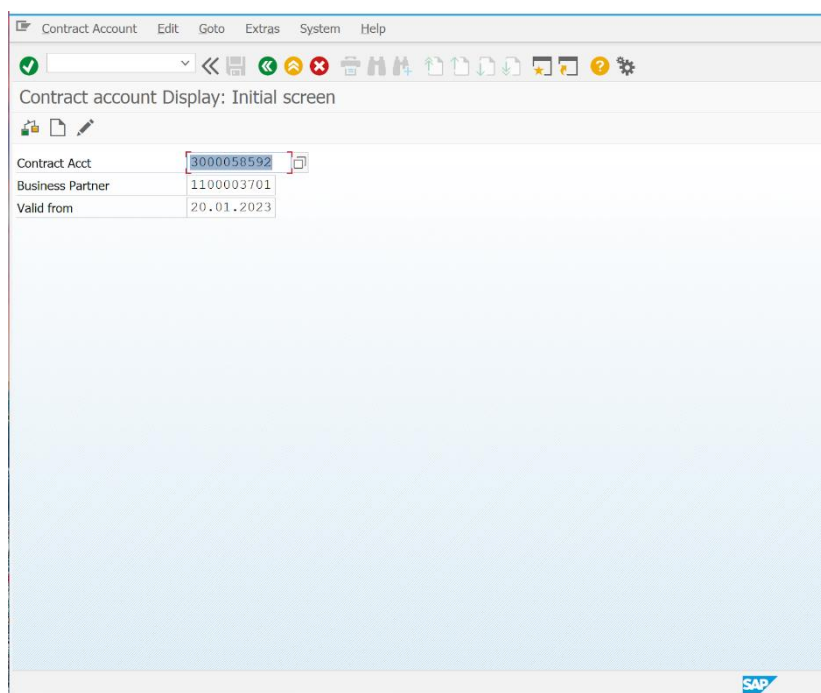 Contract Account Edit Goto Extras System Help
Contract account Display: Initial screen
Contract Acct 3000058592
Business Partner 1100003701
Valid from 20.01.2023
SAP